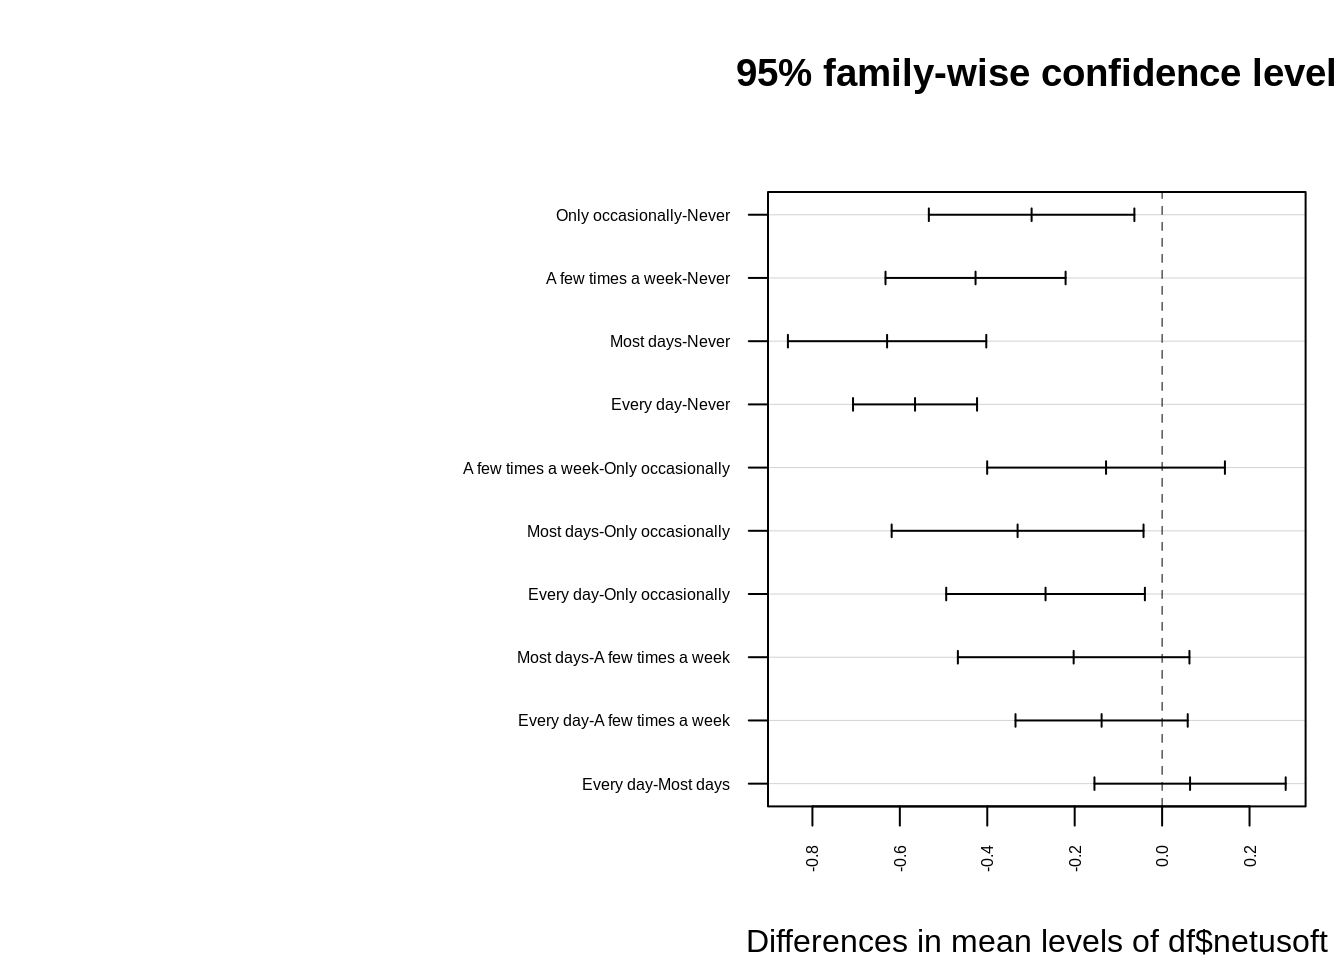 95% family-wise confidence level
Only occasionally-Never
A few times a week-Never
Most days-Never
Every day-Never
A few times a week-Only occasionally
Most days-Only occasionally
Every day-Only occasionally
Most days-A few times a week
Every day-A few times a week
Every day-Most days
-0.8 -0.6 -0.4 -0.2 0.0 0.2
Differences in mean levels of df$netusoft